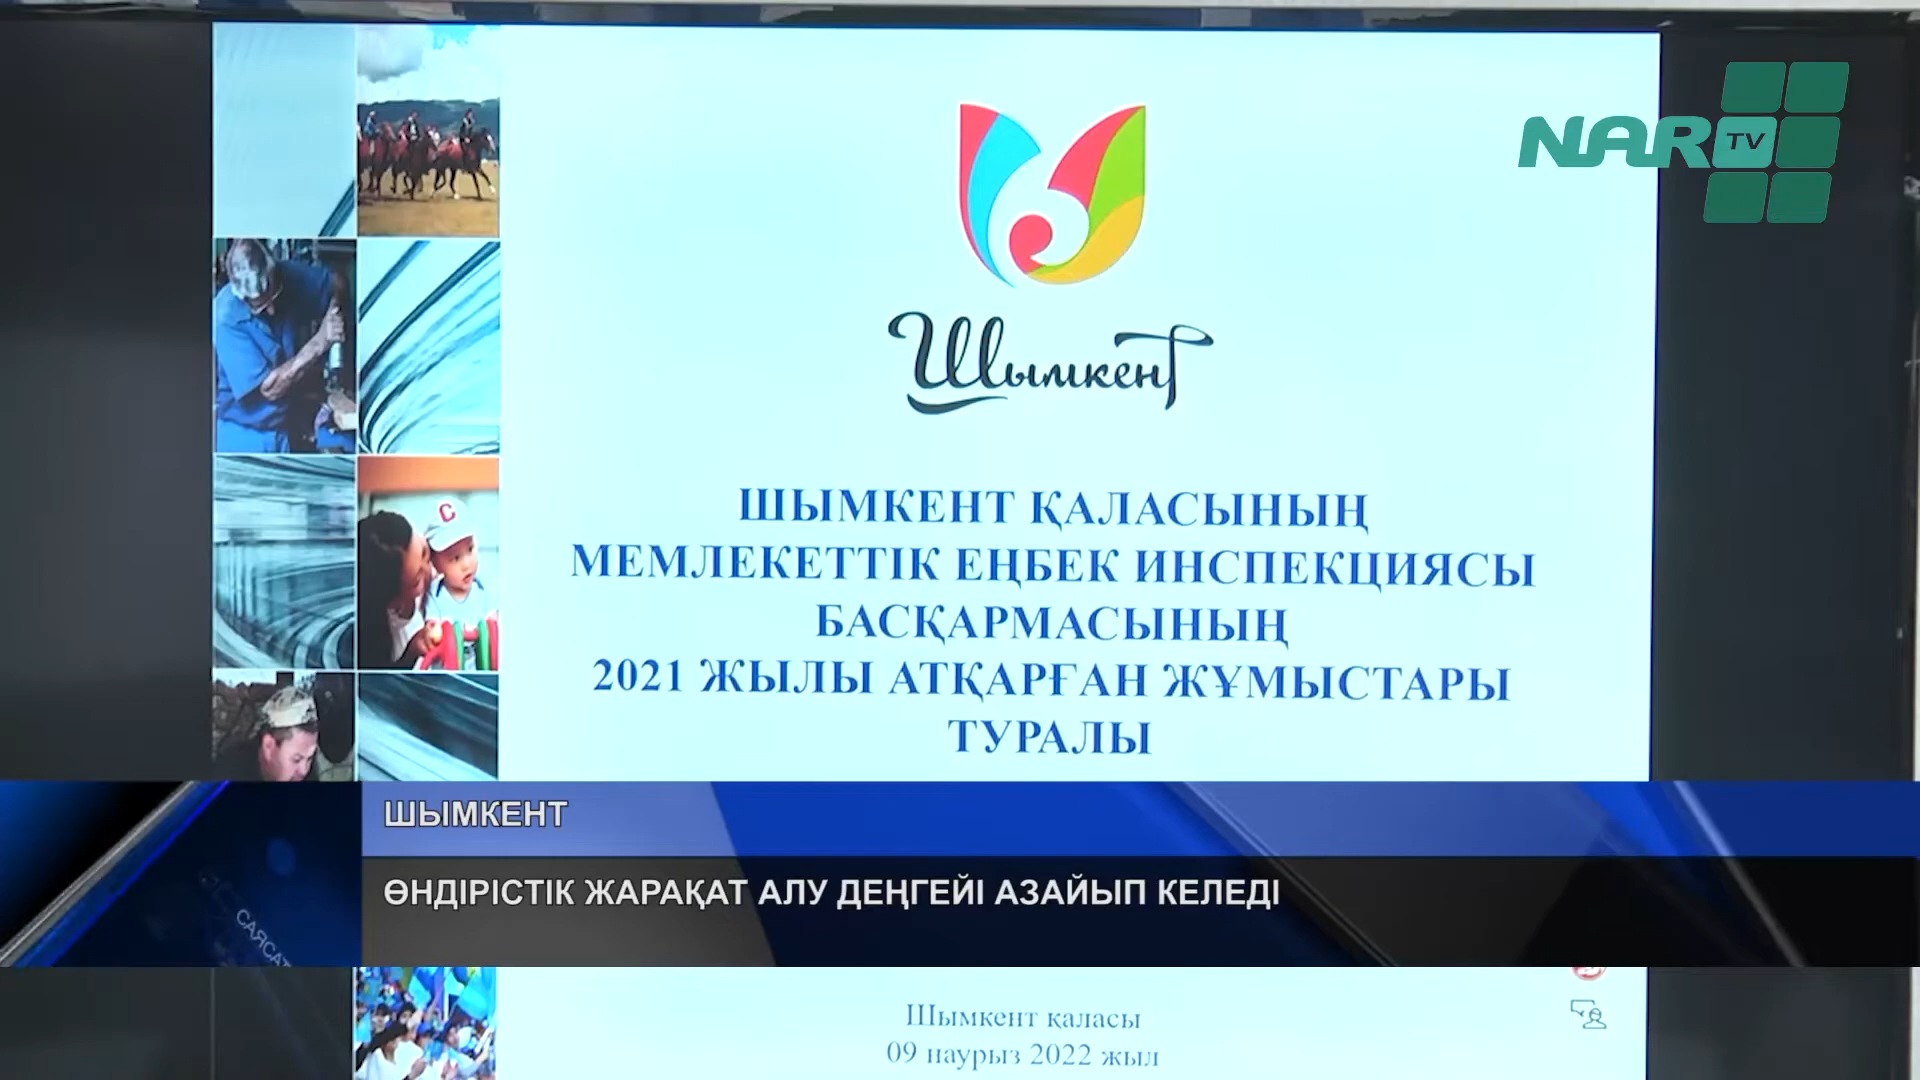 NAR TV
Шымкент
ШЫМКЕНТ ҚАЛАСЫНЫҢ
МЕМЛЕКЕТТІК ЕҢБЕК ИНСПЕКЦИЯСЫ
БАСҚАРМАСЫНЫҢ
2021 ЖЫЛЫ АТҚАРҒАН ЖҰМЫСТАРЫ
ТУРАЛЫ
ШЫМКЕНТ
ӨНДІРІСТІК ЖАРАҚАТ АЛУ ДЕҢГЕЙІ АЗАЙЫП КЕЛЕДІ
САЯСАТ
Шымкент қаласы
09 наурыз 2022 жыл
C